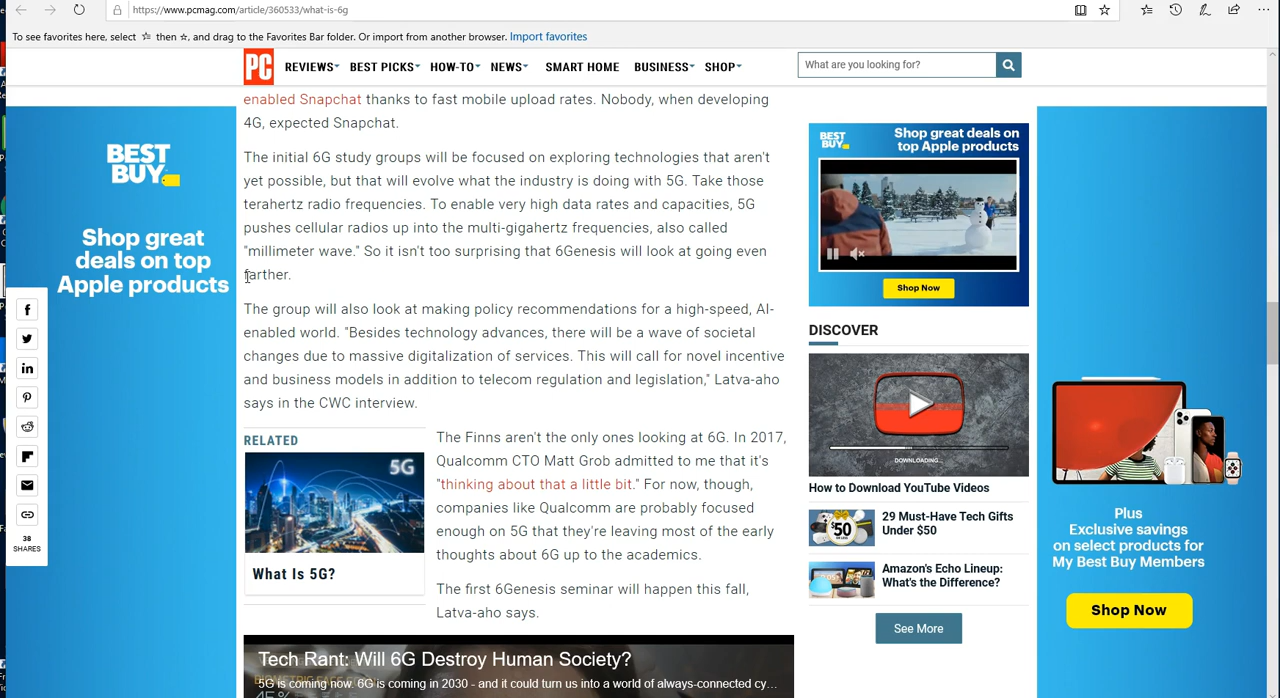 https://www.pcmag.com/article/360533/what-is-6g
To see favorites here, select then ☆, and drag to the Favorites Bar folder. Or import from another browser. Import favorites
PC
REVIEWS BEST PICKS HOW-TO NEWS SMART HOME BUSINESS SHOP
What are you looking for?
enabled Snapchat thanks to fast mobile upload rates. Nobody, when developing
4G, expected Snapchat.
The initial 6G study groups will be focused on exploring technologies that aren't
yet possible, but that will evolve what the industry is doing with 5G. Take those
terahertz radio frequencies. To enable very high data rates and capacities, 5G
pushes cellular radios up into the multi-gigahertz frequencies, also called
"millimeter wave." So it isn't too surprising that 6Genesis will look at going even
farther.
The group will also look at making policy recommendations for a high-speed, AI-
enabled world. "Besides technology advances, there will be a wave of societal
changes due to massive digitalization of services. This will call for novel incentive
and business models in addition to telecom regulation and legislation," Latva-aho
says in the CWC interview.
RELATED
5G
What Is 5G?
The Finns aren't the only ones looking at 6G. In 2017,
Qualcomm CTO Matt Grob admitted to me that it's
"thinking about that a little bit." For now, though,
companies like Qualcomm are probably focused
enough on 5G that they're leaving most of the early
thoughts about 6G up to the academics.
The first 6Genesis seminar will happen this fall,
Latva-aho says.
Tech Rant: Will 6G Destroy Human Society?
5G is coming now. 6G is coming in 2030 - and it could turn us into a world of always-connected cy...
BEST
BUY
Shop great
deals on top
Apple products
38
SHARES
BEST
BUY
Shop great deals on
top Apple products
Shop Now
DISCOVER
DOWNLOADING...
How to Download YouTube Videos
$50
29 Must-Have Tech Gifts
Under $50
Amazon's Echo Lineup:
What's the Difference?
See More
Plus
Exclusive savings
on select products for
My Best Buy Members
Shop Now